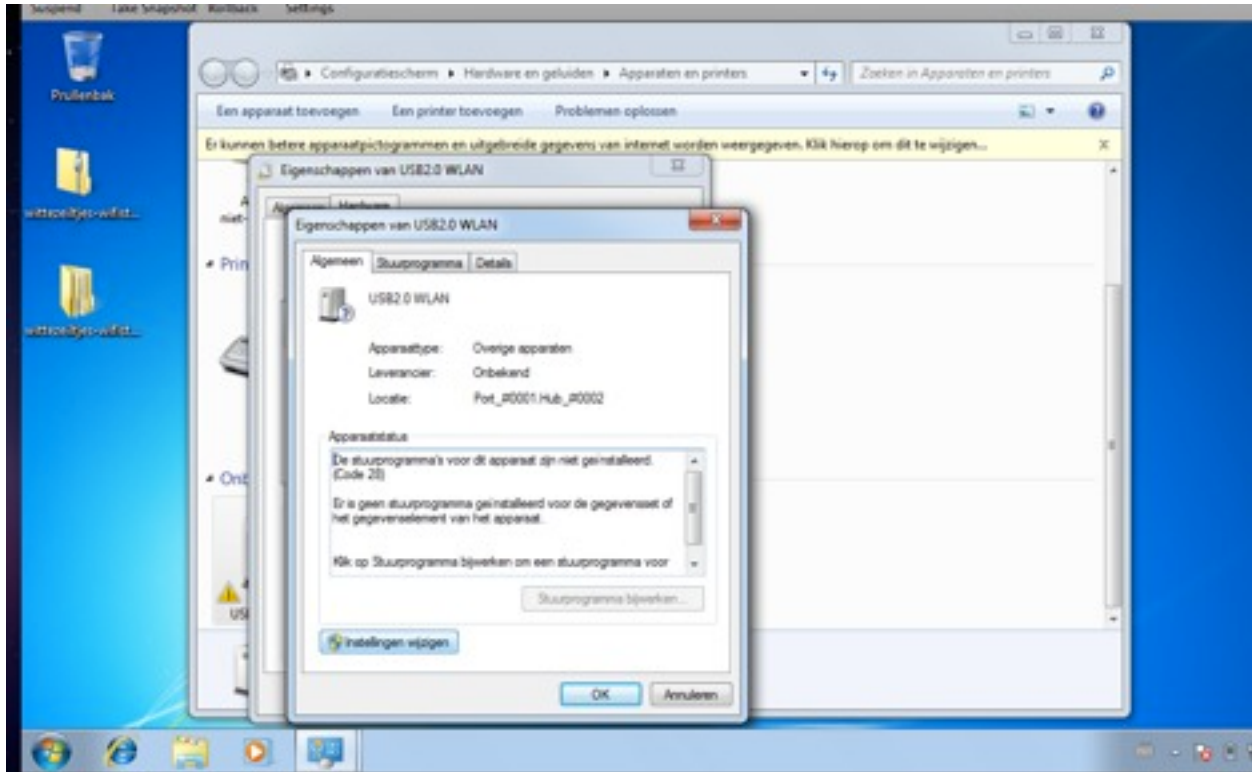 Suspend Take Snapshot Rollback Settings
Prullenbak
Configuratiescherm Hardware en geluiden Apparaten en printers
Zoeken in Apparaten en printers
Een apparaat toevoegen Een printer toevoegen Problemen oplossen
Er kunnen betere apparaatpictogrammen en uitgebreide gegevens van internet worden weergegeven. Klik hierop om dit te wijzigen...
Eigenschappen van USB2.0 WLAN
Algemeen Hardware
niet-
Prin
Eigenschappen van USB2.0 WLAN
Algemeen Stuurprogramma Details
USB2.0 WLAN
Apparaattype: Overige apparaten
Leverancier: Onbekend
Locatie: Port_#0001.Hub_#0002
Apparaatstatus
De stuurprogramma's voor dit apparaat zijn niet geïnstalleerd.
(Code 28)
Er is geen stuurprogramma geïnstalleerd voor de gegevensset of
het gegevenselement van het apparaat.
Klik op Stuurprogramma bijwerken om een stuurprogramma voor
Stuurprogramma bijwerken...
Instellingen wijzigen
OK Annuleren